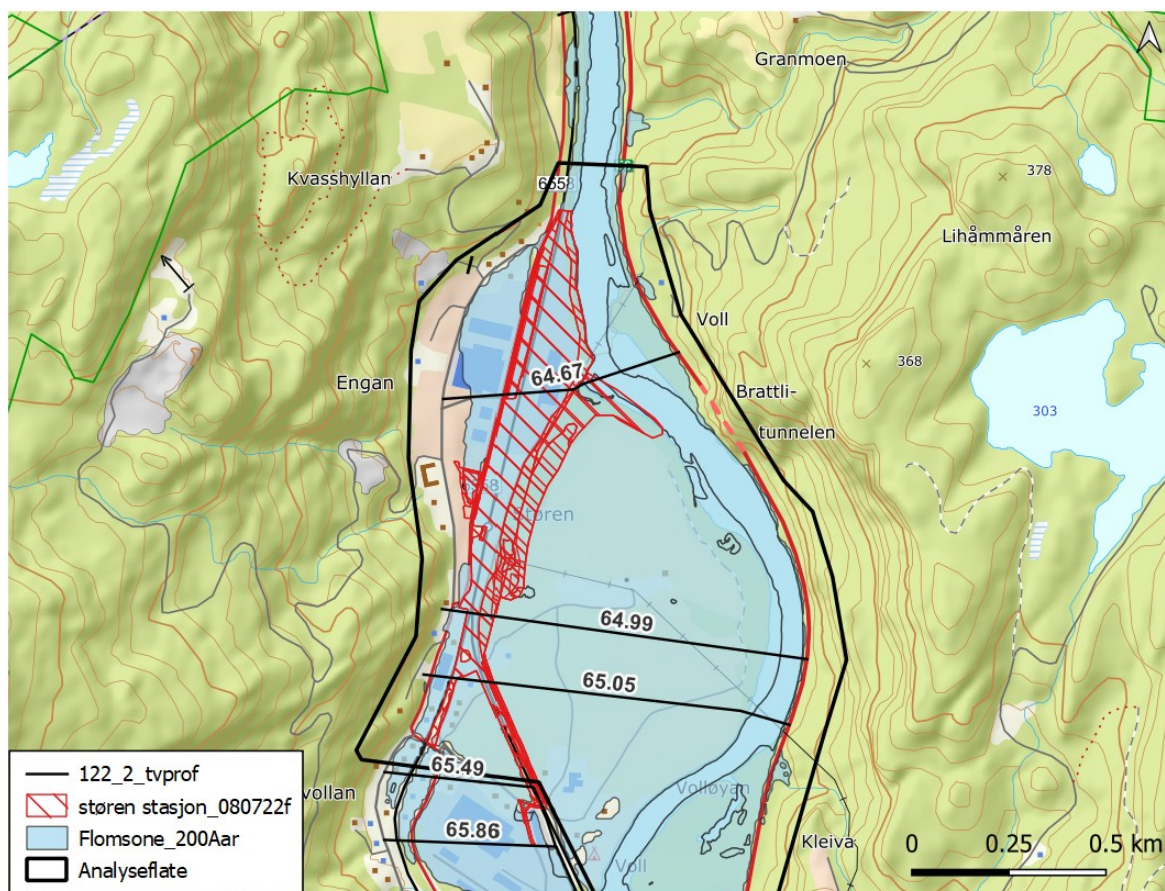 Granmoen
Kvasshyllan
378
Lihåmmåren
Voll
64.67
368
Engan
Brattli-
tunnelen
303
Støren
64.99
65.05
65.49
vollan
Volløyan
65.86
Kleiva
Voll
122_2_tvprof
støren stasjon_080722f
Flomsone_200Aar
Analyseflate
0 0.25 0.5 km